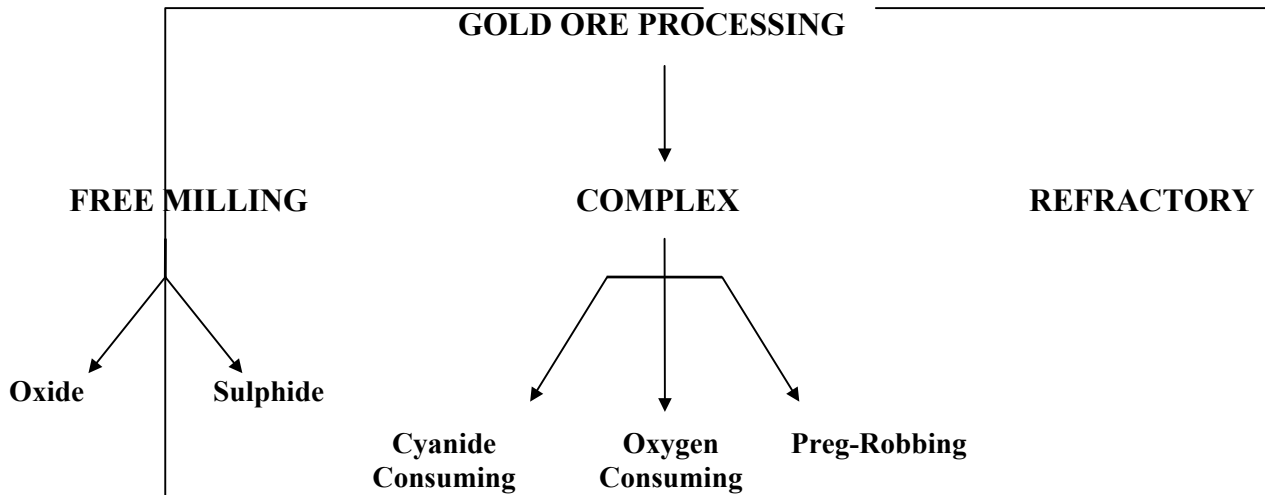 GOLD ORE PROCESSING
FREE MILLING
COMPLEX
REFRACTORY
Oxide
Sulphide
Cyanide
Consuming
Oxygen
Consuming
Preg-Robbing